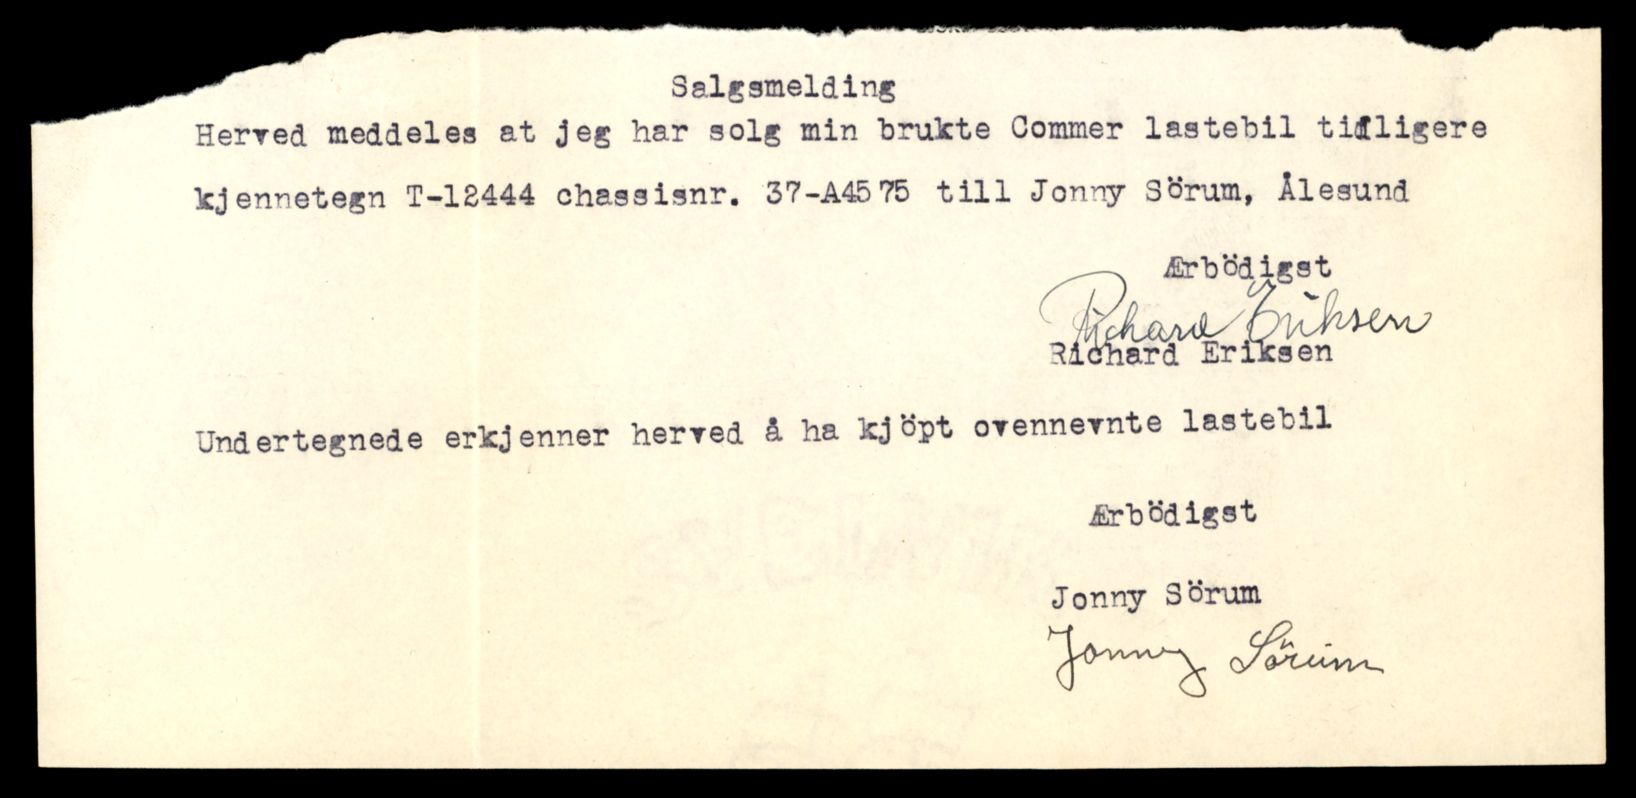 Salgsmelding
Herved meddeles at jeg har solg min brukte Commer lastebil tidligere
kjennetegn T-12444 chassisnr. 37-A4575 till Jonny Sörum, Ålesund
Ærbödigst
Richard Eriksen
Richard Eriksen
Undertegnede erkjenner herved å ha kjöpt ovennevnte lastebil
Ærbödigst
Jonny Sörum
Jonny Sörum